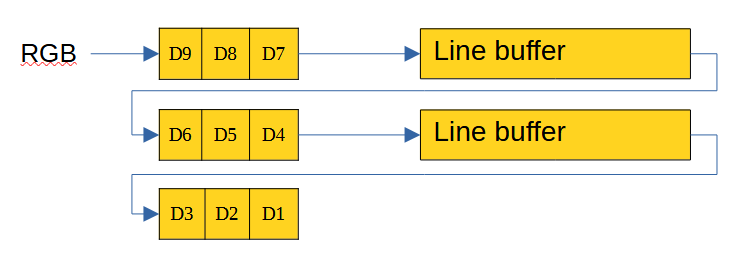 RGB D9 D8 D7 Line buffer
D6 D5 D4 Line buffer
D3 D2 D1